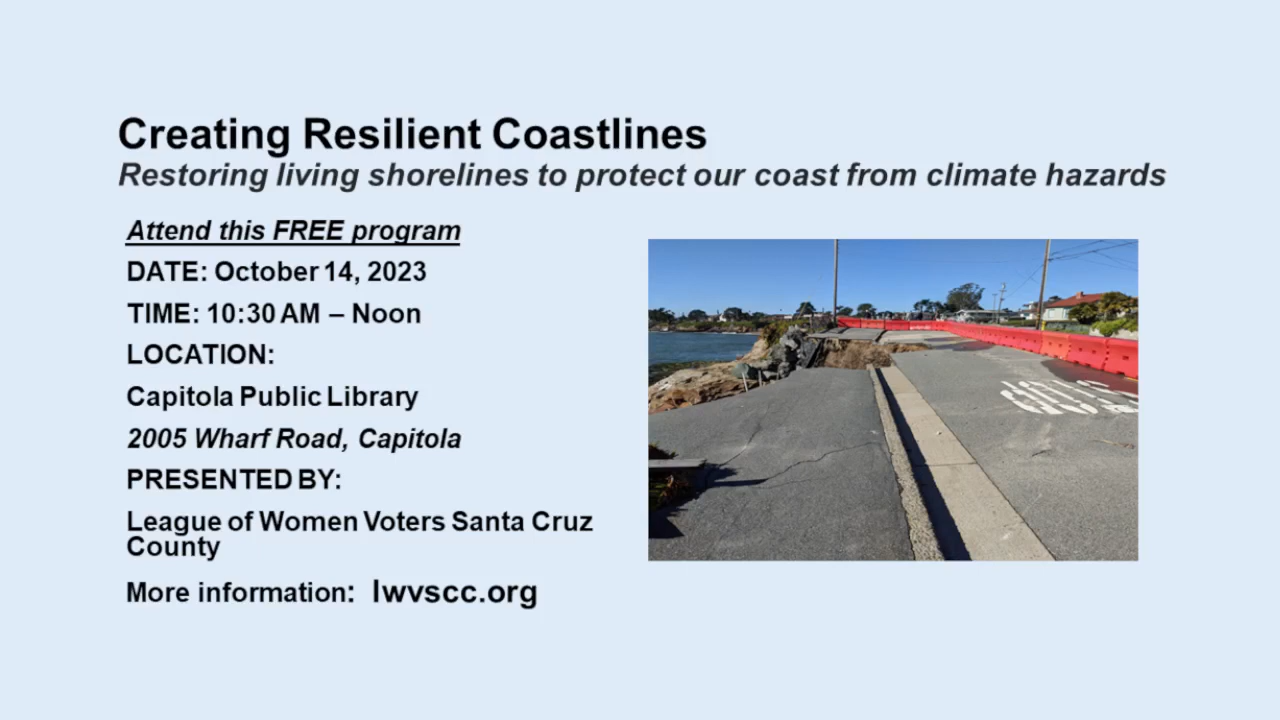 Creating Resilient Coastlines
Restoring living shorelines to protect our coast from climate hazards
Attend this FREE program
DATE: October 14, 2023
TIME: 10:30 AM – Noon
LOCATION:
Capitola Public Library
2005 Wharf Road, Capitola
PRESENTED BY:
League of Women Voters Santa Cruz
County
More information: lwvscc.org